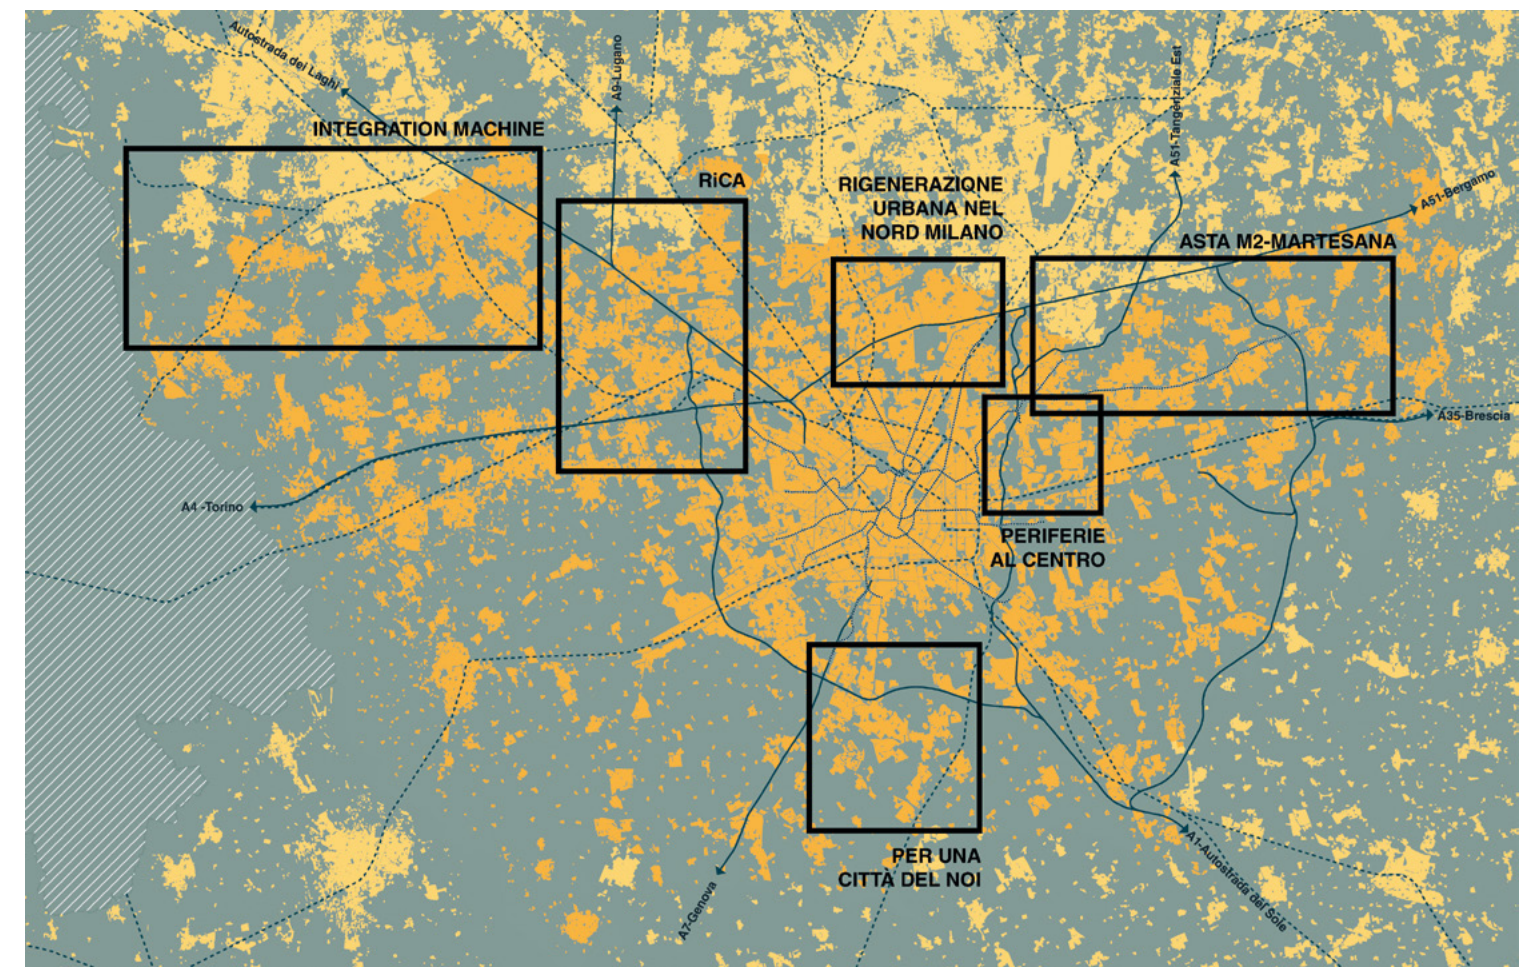 Autostrada dei Laghi
A9-Lugano
A51-Tangenziale Est
INTEGRATION MACHINE
RiCA
RIGENERAZIONE
URBANA NEL
NORD MILANO
A51-Bergamo
ASTA M2-MARTESANA
A35-Brescia
A4 -Torino
PERIFERIE
AL CENTRO
PER UNA
CITTÀ DEL NOI
A7-Genova
A1-Autostrada del Sole